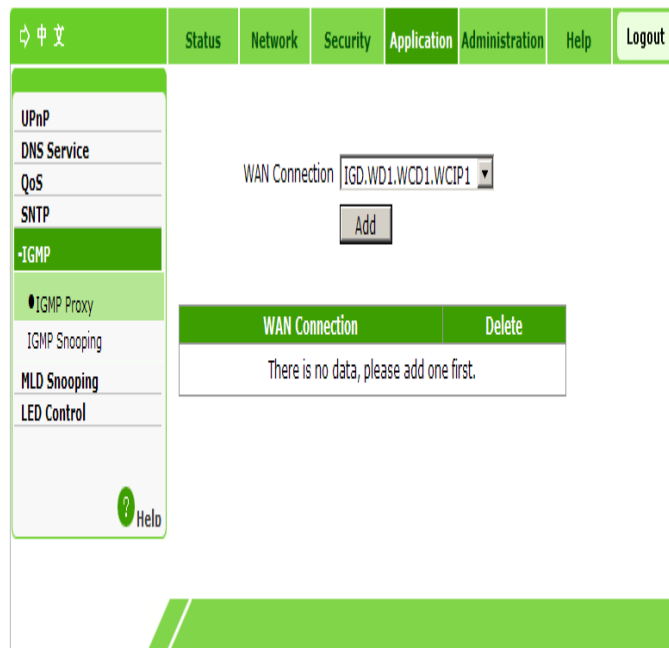 ⇨ 中文
Status Network Security Application Administration Help Logout
UPnP
DNS Service
QoS
SNTP
-IGMP
●IGMP Proxy
IGMP Snooping
MLD Snooping
LED Control
? Help
WAN Connection IGD.WD1.WCD1.WCIP1
Add
WAN Connection Delete
There is no data, please add one first.